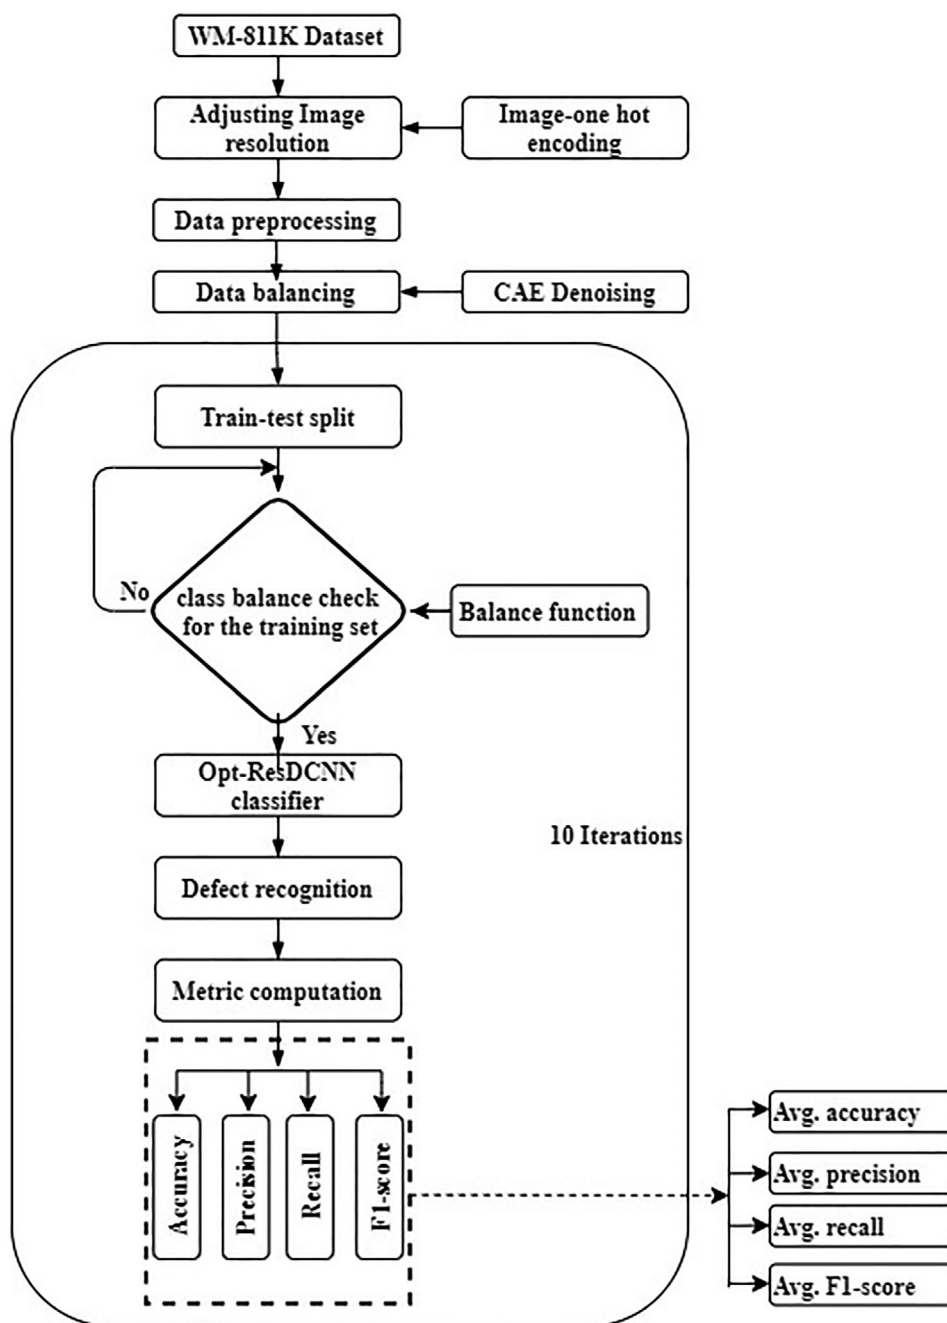 WM-811K Dataset
Adjusting Image
resolution
Image-one hot
encoding
Data preprocessing
Data balancing
CAE Denoising
Train-test split
No
class balance check
for the training set
Balance function
Yes
Opt-ResDCNN
classifier
10 Iterations
Defect recognition
Metric computation
Accuracy
Precision
Recall
F1-score
Avg. accuracy
Avg. precision
Avg. recall
Avg. F1-score